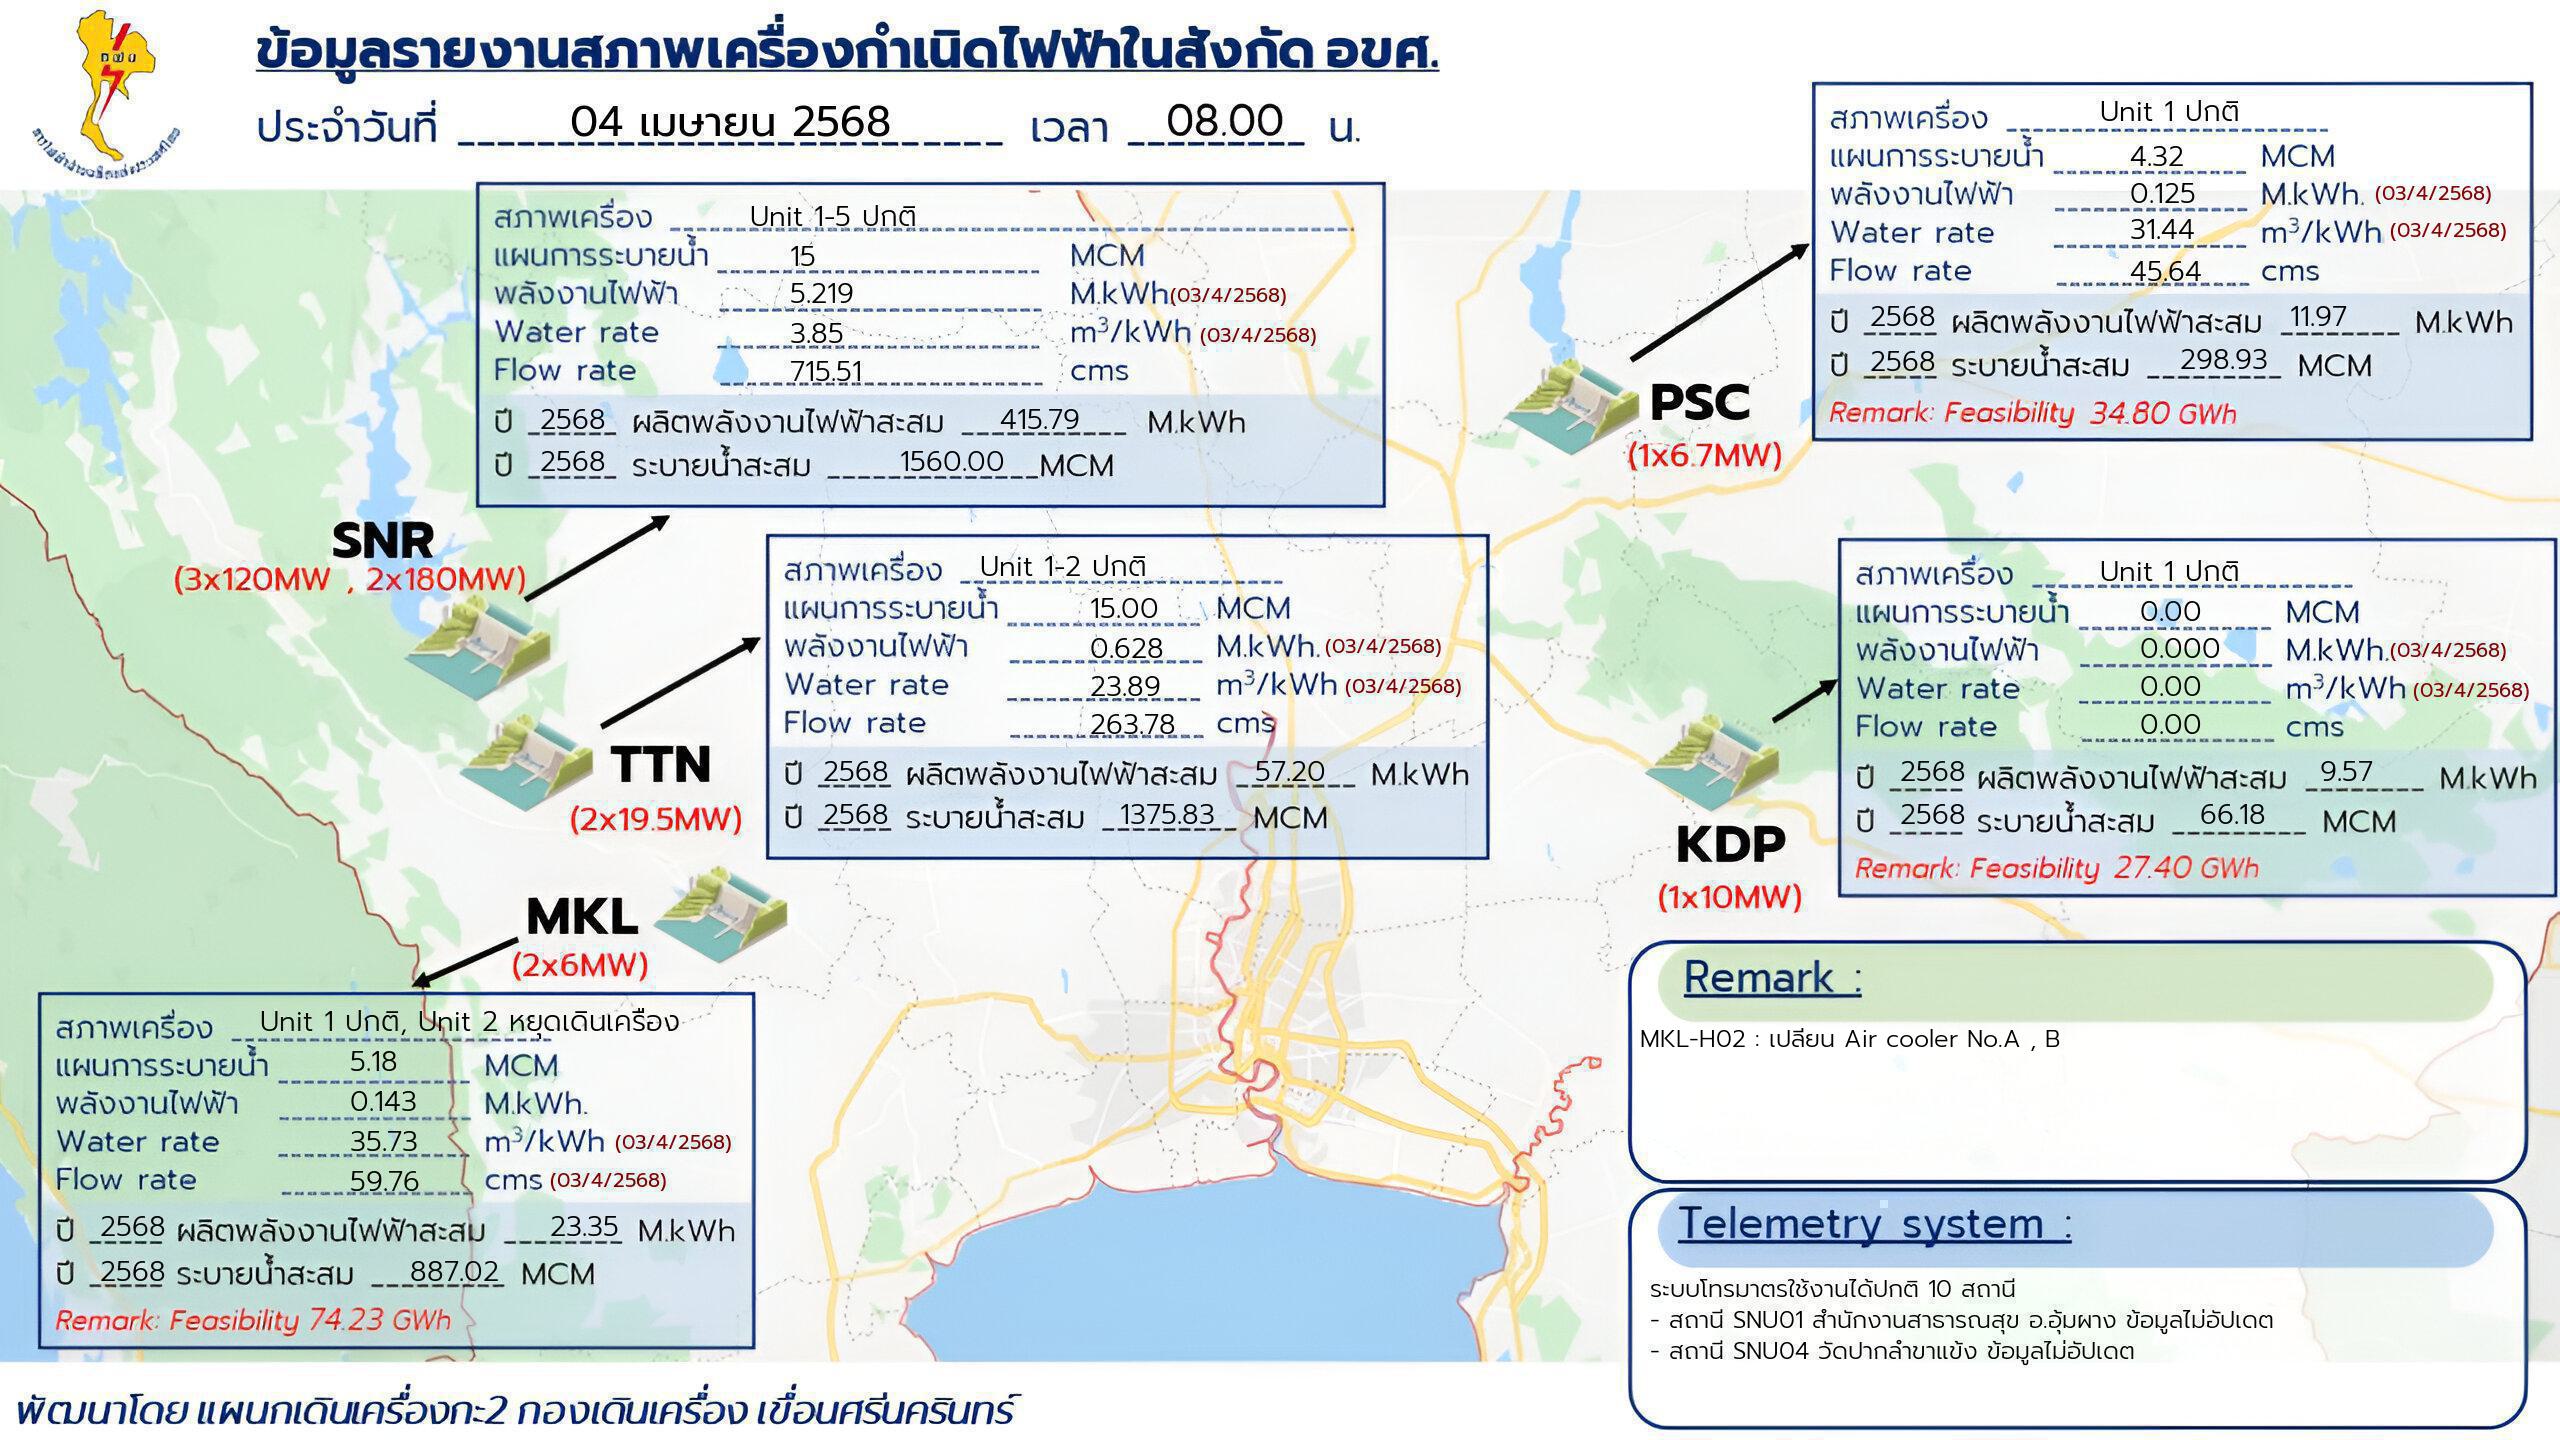 กฟผ
การไฟฟ้าฝ่ายผลิตแห่งประเทศไทย
ข้อมูลรายงานสภาพเครื่องกำเนิดไฟฟ้าในสังกัด อขศ.
ประจำวันที่ 04 เมษายน 2568 เวลา 08.00 น.
สภาพเครื่อง Unit 1-5 ปกติ
แผนการระบายน้ำ 15 MCM
พลังงานไฟฟ้า 5.219 M.kWh(03/4/2568)
Water rate 3.85 m³/kWh (03/4/2568)
Flow rate 715.51 cms
ปี 2568 ผลิตพลังงานไฟฟ้าสะสม 415.79 M.kWh
ปี 2568 ระบายน้ำสะสม 1560.00 MCM
SNR
(3x120MW , 2x180MW)
สภาพเครื่อง Unit 1-2 ปกติ
แผนการระบายน้ำ 15.00 MCM
พลังงานไฟฟ้า 0.628 M.kWh. (03/4/2568)
Water rate 23.89 m³/kWh (03/4/2568)
Flow rate 263.78 cms
ปี 2568 ผลิตพลังงานไฟฟ้าสะสม 57.20 M.kWh
ปี 2568 ระบายน้ำสะสม 1375.83 MCM
TTN
(2x19.5MW)
MKL
(2x6MW)
สภาพเครื่อง Unit 1 ปกติ, Unit 2 หยุดเดินเครื่อง
แผนการระบายน้ำ 5.18 MCM
พลังงานไฟฟ้า 0.143 M.kWh.
Water rate 35.73 m³/kWh (03/4/2568)
Flow rate 59.76 cms (03/4/2568)
ปี 2568 ผลิตพลังงานไฟฟ้าสะสม 23.35 M.kWh
ปี 2568 ระบายน้ำสะสม 887.02 MCM
Remark: Feasibility 74.23 GWh
สภาพเครื่อง Unit 1 ปกติ
แผนการระบายน้ำ 4.32 MCM
พลังงานไฟฟ้า 0.125 M.kWh. (03/4/2568)
Water rate 31.44 m³/kWh (03/4/2568)
Flow rate 45.64 cms
ปี 2568 ผลิตพลังงานไฟฟ้าสะสม 11.97 M.kWh
ปี 2568 ระบายน้ำสะสม 298.93 MCM
Remark: Feasibility 34.80 GWh
PSC
(1x6.7MW)
สภาพเครื่อง Unit 1 ปกติ
แผนการระบายน้ำ 0.00 MCM
พลังงานไฟฟ้า 0.000 M.kWh.(03/4/2568)
Water rate 0.00 m³/kWh (03/4/2568)
Flow rate 0.00 cms
ปี 2568 ผลิตพลังงานไฟฟ้าสะสม 9.57 M.kWh
ปี 2568 ระบายน้ำสะสม 66.18 MCM
Remark: Feasibility 27.40 GWh
KDP
(1x10MW)
Remark :
MKL-H02 : เปลี่ยน Air cooler No.A , B
Telemetry system :
ระบบโทรมาตรใช้งานได้ปกติ 10 สถานี
- สถานี SNU01 สำนักงานสาธารณสุข อ.อุ้มผาง ข้อมูลไม่อัปเดต
- สถานี SNU04 วัดปากลำขาแข้ง ข้อมูลไม่อัปเดต
พัฒนาโดย แผนกเดินเครื่องกะ2 กองเดินเครื่อง เขื่อนศรีนครินทร์